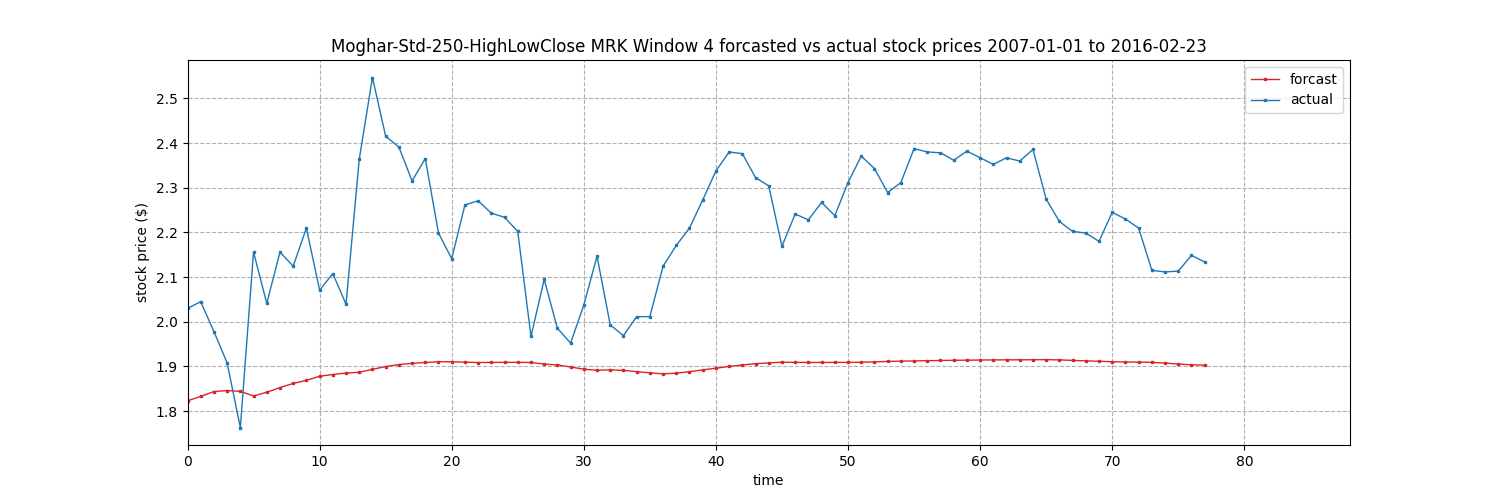 Moghar-Std-250-HighLowClose MRK Window 4 forcasted vs actual stock prices 2007-01-01 to 2016-02-23
forcast
actual
stock price ($)
2.5
2.4
2.3
2.2
2.1
2.0
1.9
1.8
0 10 20 30 40 50 60 70 80
time